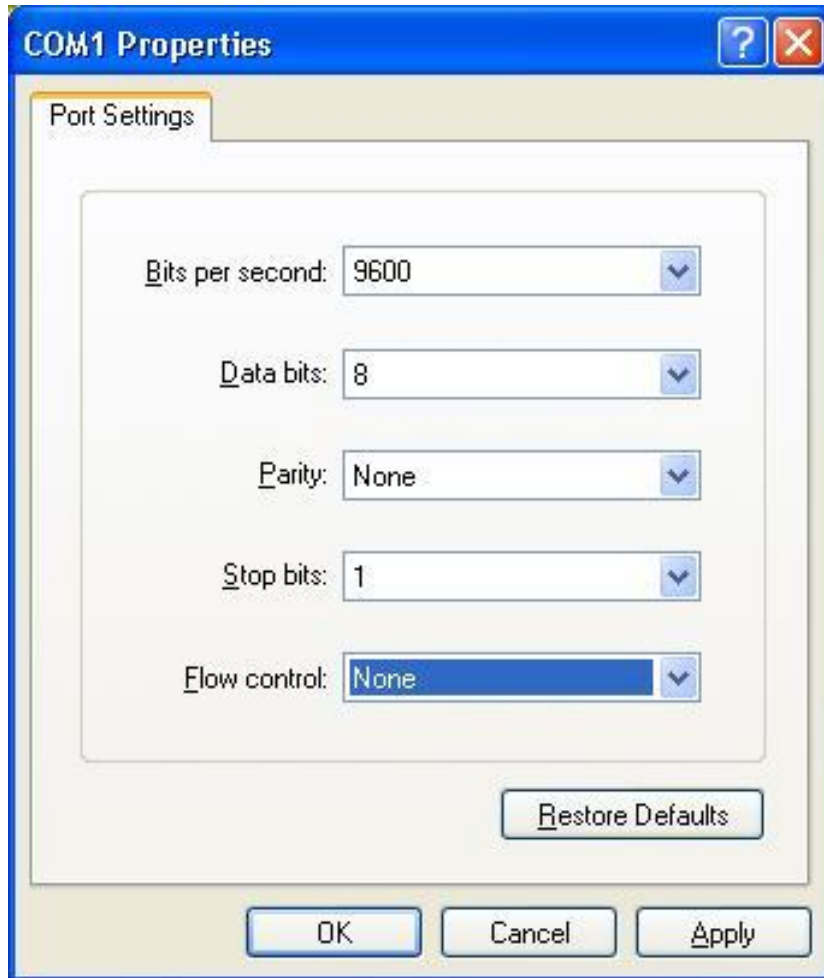 COM1 Properties
?
Port Settings
Bits per second: 9600
Data bits: 8
Parity: None
Stop bits: 1
Flow control: None
Restore Defaults
OK Cancel Apply